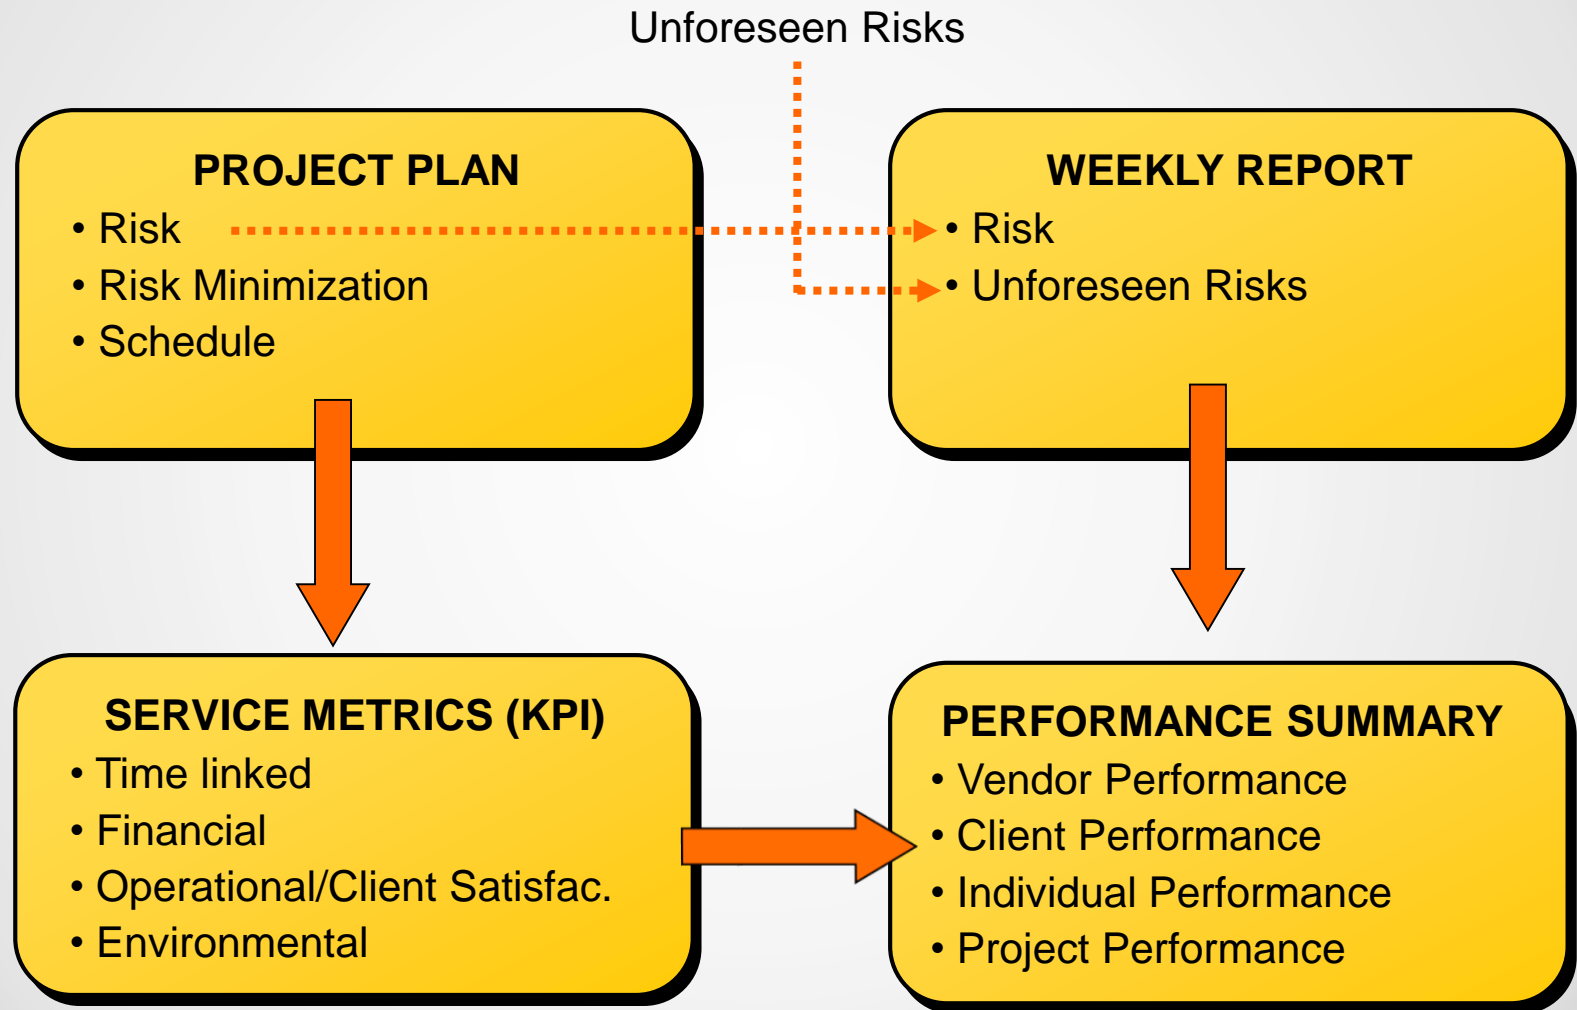 Unforeseen Risks
PROJECT PLAN
• Risk
• Risk Minimization
• Schedule
WEEKLY REPORT
• Risk
• Unforeseen Risks
SERVICE METRICS (KPI)
• Time linked
• Financial
• Operational/Client Satisfac.
• Environmental
PERFORMANCE SUMMARY
• Vendor Performance
• Client Performance
• Individual Performance
• Project Performance